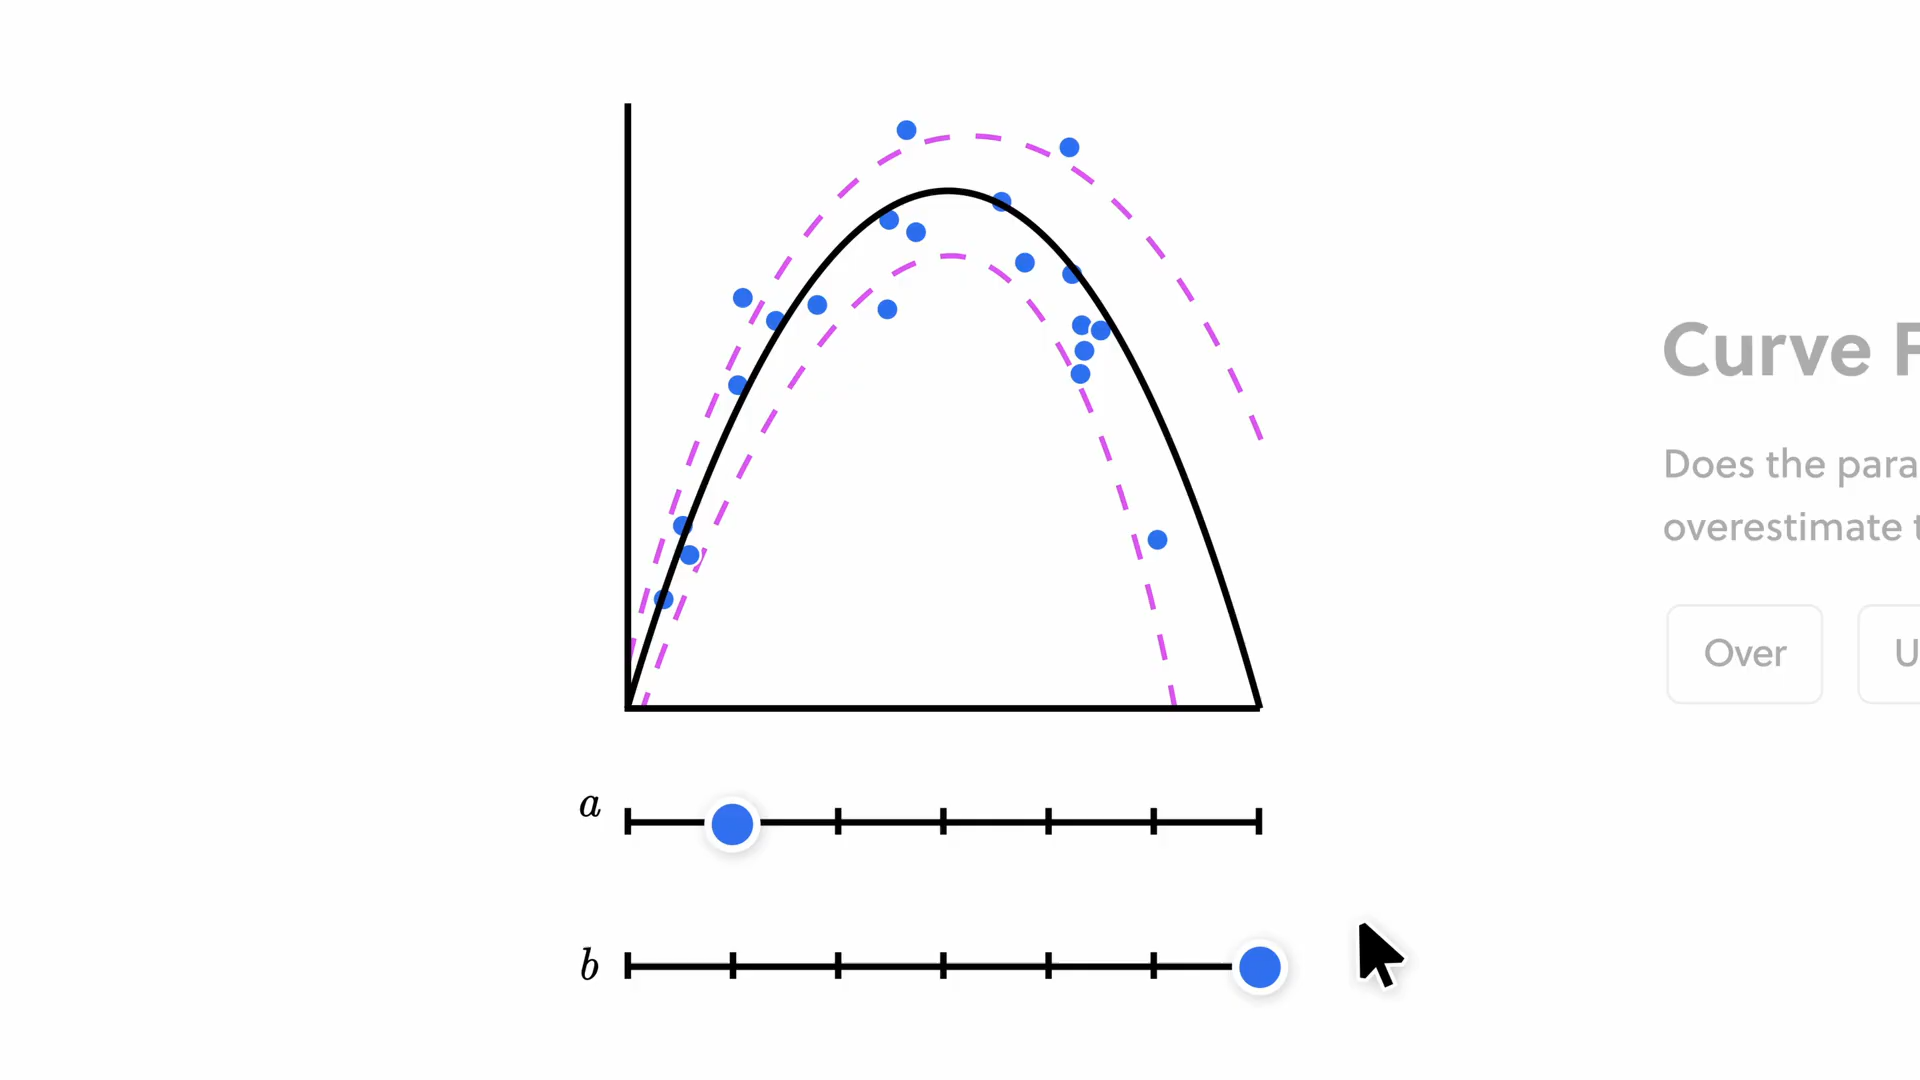 Curve
Does the para
overestimate
Over
a
b